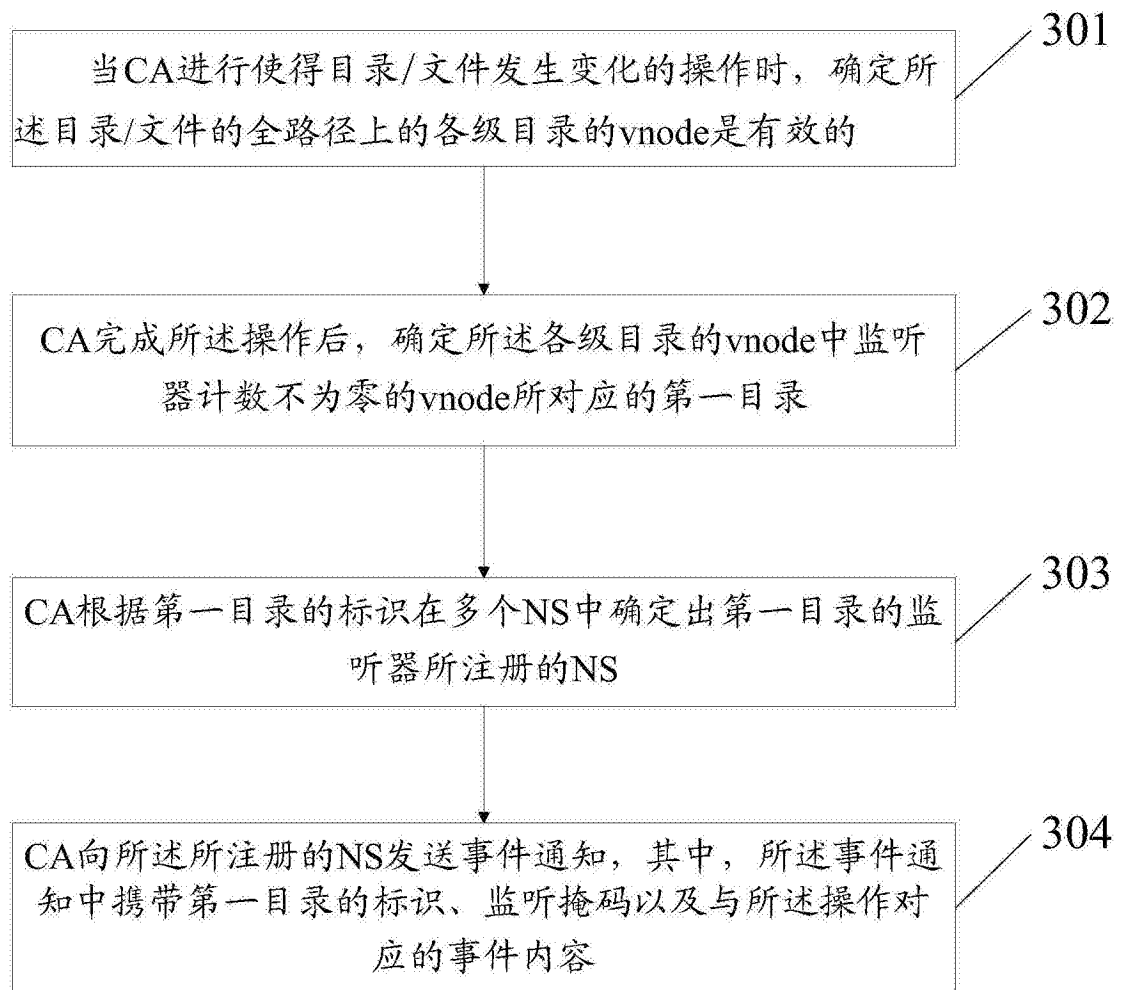 301
当CA进行使得目录/文件发生变化的操作时，确定所
述目录/文件的全路径上的各级目录的vnode是有效的
302
CA完成所述操作后，确定所述各级目录的vnode中监听
器计数不为零的vnode所对应的第一目录
303
CA根据第一目录的标识在多个NS中确定出第一目录的监
听器所注册的NS
304
CA向所述所注册的NS发送事件通知，其中，所述事件通
知中携带第一目录的标识、监听掩码以及与所述操作对
应的事件内容